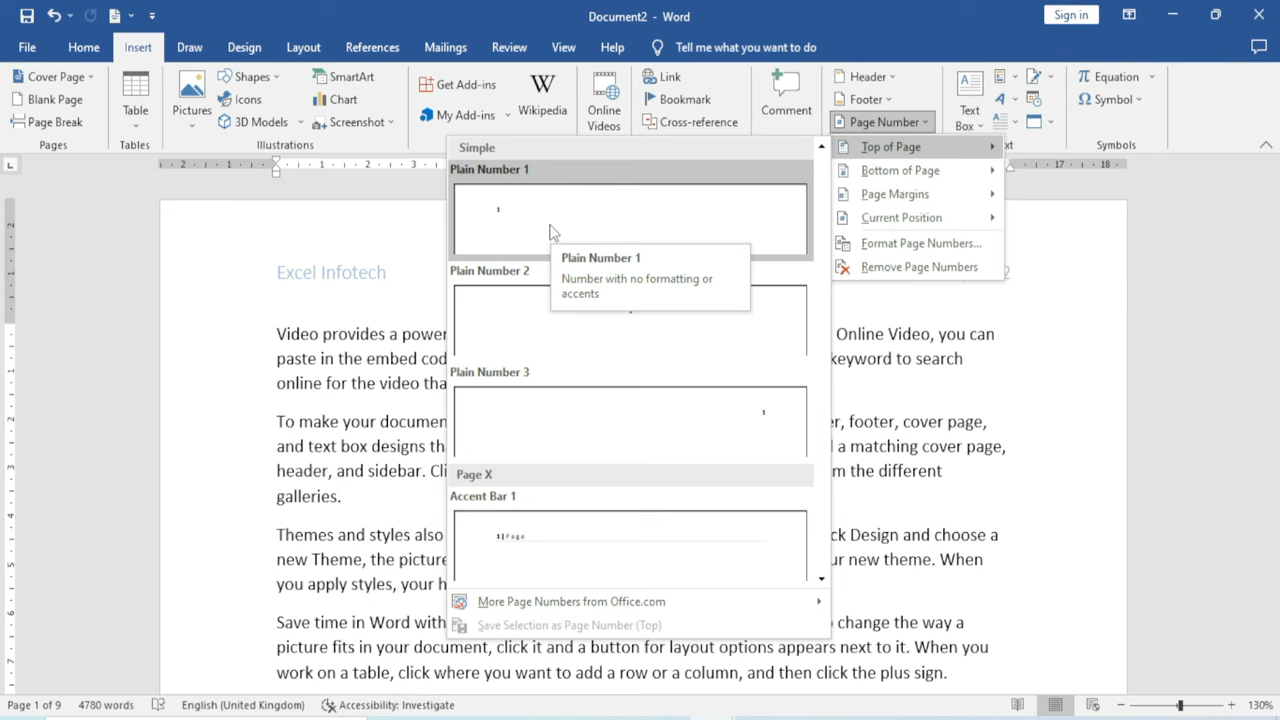 Document2 - Word
Sign in
File Home Insert Draw Design Layout References Mailings Review View Help Tell me what you want to do
Cover Page
Blank Page
Page Break
Pages
Table
Tables
Pictures
Shapes
Icons
3D Models
SmartArt
Chart
Screenshot
Illustrations
Get Add-ins
My Add-ins
W
Wikipedia
Online
Videos
Link
Bookmark
Cross-reference
Comment
Header
Footer
Page Number
Text
Box
Equation
Symbol
Symbols
Top of Page
Bottom of Page
Page Margins
Current Position
Format Page Numbers...
Remove Page Numbers
Simple
Plain Number 1
1
Plain Number 1
Number with no formatting or
accents
Plain Number 2
Plain Number 3
1
Page X
Accent Bar 1
1|Page
More Page Numbers from Office.com
Save Selection as Page Number (Top)
2 1 1 2 3 17 18
Excel Infotech 2
Video provides a power Online Video, you can
paste in the embed cod keyword to search
online for the video tha
To make your documen r, footer, cover page,
and text box designs th d a matching cover page,
header, and sidebar. Cli m the different
galleries.
Themes and styles also ck Design and choose a
new Theme, the picture ur new theme. When
you apply styles, your h
Save time in Word with change the way a
picture fits in your document, click it and a button for layout options appears next to it. When you
work on a table, click where you want to add a row or a column, and then click the plus sign.
Page 1 of 9 4780 words English (United Kingdom) Accessibility: Investigate 130%